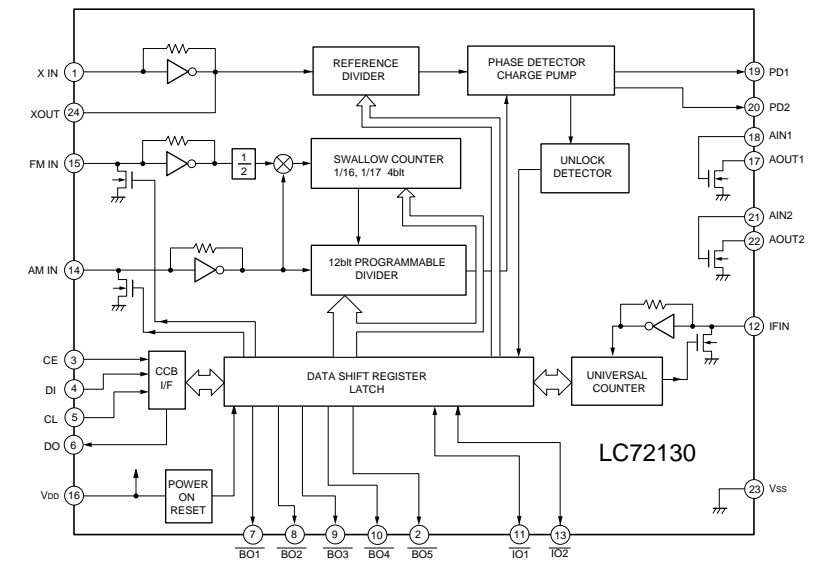 X IN 1
REFERENCE
DIVIDER
PHASE DETECTOR
CHARGE PUMP
19 PD1
XOUT 24
20 PD2
18 AIN1
FM IN 15
1
2
SWALLOW COUNTER
1/16, 1/17 4blt
UNLOCK
DETECTOR
17 AOUT1
21 AIN2
22 AOUT2
AM IN 14
12blt PROGRAMMABLE
DIVIDER
12 IFIN
CE 3
DI 4
CL 5
DO 6
CCB
I/F
DATA SHIFT REGISTER
LATCH
UNIVERSAL
COUNTER
LC72130
VDD 16
POWER
ON
RESET
23 VSS
7 8 9 10 2 11 13
BO1 BO2 BO3 BO4 BO5 IO1 IO2